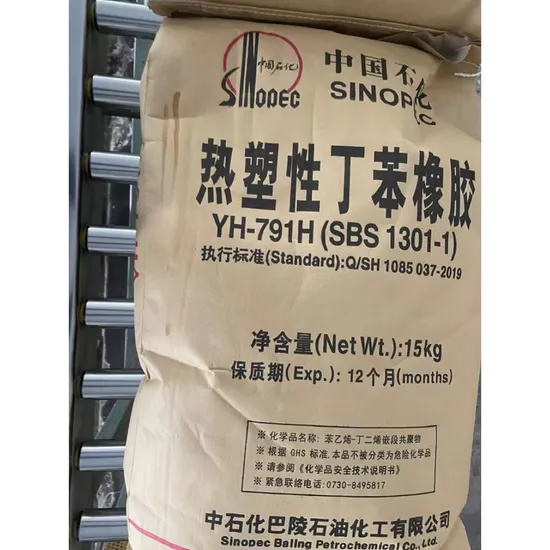 中国石化
SINOPEC
中国石化
SINOPEC
热塑性丁苯橡胶
YH-791H (SBS 1301-1)
执行标准(Standard):Q/SH 1085 037-2019
净含量(Net Wt.):15kg
保质期(Exp.): 12个月(months)
※ 化学品名称: 苯乙烯-丁二烯嵌段共聚物
※ 根据 GHS 标准,本品不被分类为危险化学品
※ 请参阅《化学品安全技术说明书》
※ 紧急联络电话: 0730-8495817
中石化巴陵石油化工有限公司
Sinopec Baling Petrochemical Co., Ltd.